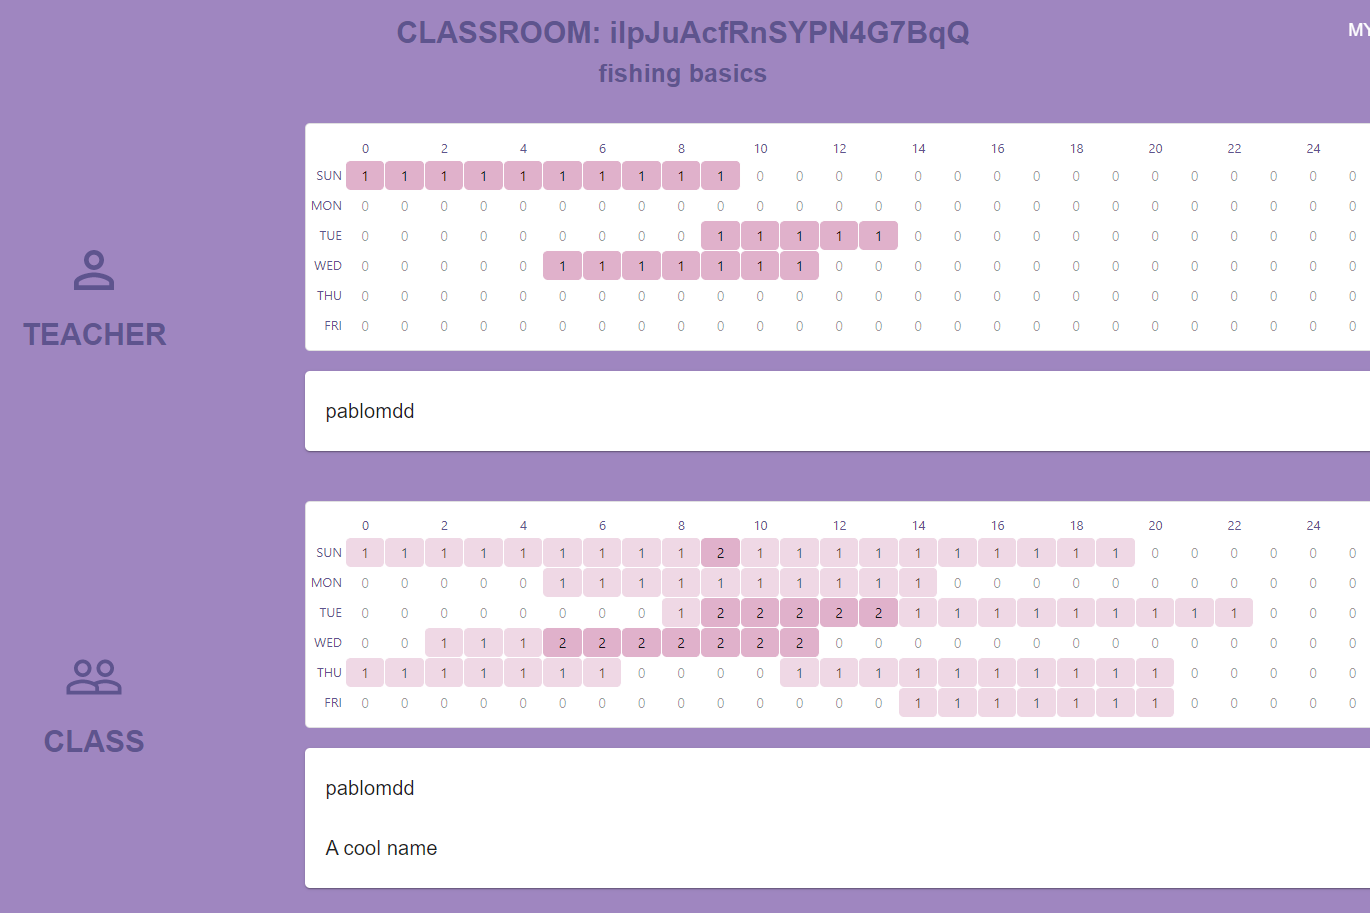 CLASSROOM: ilpJuAcfRnSYPN4G7BqQ
MY
fishing basics
0 2 4 6 8 10 12 14 16 18 20 22 24
SUN 1 1 1 1 1 1 1 1 1 1 0 0 0 0 0 0 0 0 0 0 0 0 0 0 0 0
MON 0 0 0 0 0 0 0 0 0 0 0 0 0 0 0 0 0 0 0 0 0 0 0 0 0 0
TUE 0 0 0 0 0 0 0 0 0 1 1 1 1 1 0 0 0 0 0 0 0 0 0 0 0 0
WED 0 0 0 0 0 1 1 1 1 1 1 1 0 0 0 0 0 0 0 0 0 0 0 0 0 0
THU 0 0 0 0 0 0 0 0 0 0 0 0 0 0 0 0 0 0 0 0 0 0 0 0 0 0
FRI 0 0 0 0 0 0 0 0 0 0 0 0 0 0 0 0 0 0 0 0 0 0 0 0 0 0
TEACHER
pablomdd
0 2 4 6 8 10 12 14 16 18 20 22 24
SUN 1 1 1 1 1 1 1 1 1 2 1 1 1 1 1 1 1 1 1 1 0 0 0 0 0 0
MON 0 0 0 0 0 1 1 1 1 1 1 1 1 1 1 0 0 0 0 0 0 0 0 0 0 0
TUE 0 0 0 0 0 0 0 0 1 2 2 2 2 2 1 1 1 1 1 1 1 1 1 0 0 0
WED 0 0 1 1 1 2 2 2 2 2 2 2 0 0 0 0 0 0 0 0 0 0 0 0 0 0
THU 1 1 1 1 1 1 1 0 0 0 0 1 1 1 1 1 1 1 1 1 1 0 0 0 0 0
FRI 0 0 0 0 0 0 0 0 0 0 0 0 0 0 1 1 1 1 1 1 1 0 0 0 0 0
CLASS
pablomdd
A cool name